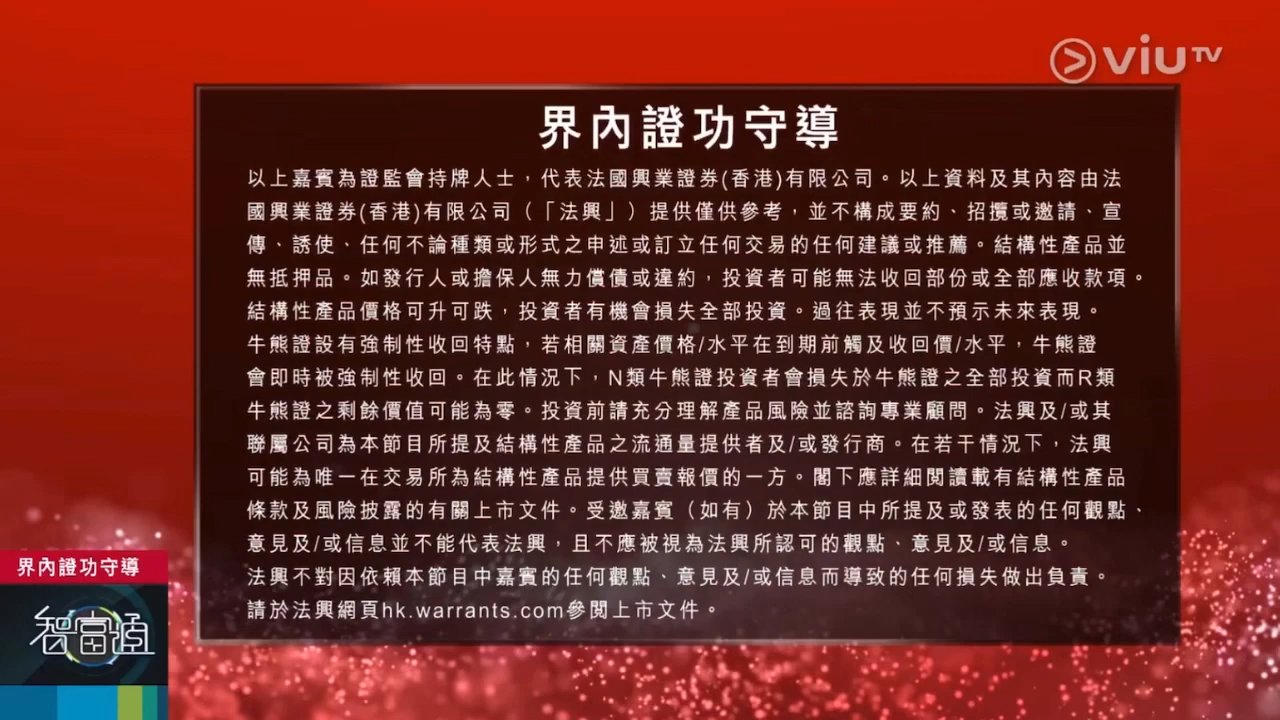 viuTV
界內證功守導
以上嘉賓為證監會持牌人士，代表法國興業證券(香港)有限公司。以上資料及其內容由法
國興業證券(香港)有限公司（「法興」）提供僅供參考，並不構成要約、招攬或邀請、宣
傳、誘使、任何不論種類或形式之申述或訂立任何交易的任何建議或推薦。結構性產品並
無抵押品。如發行人或擔保人無力償債或違約，投資者可能無法收回部份或全部應收款項。
結構性產品價格可升可跌，投資者有機會損失全部投資。過往表現並不預示未來表現。
牛熊證設有強制性收回特點，若相關資產價格/水平在到期前觸及收回價/水平，牛熊證
會即時被強制性收回。在此情況下，N類牛熊證投資者會損失於牛熊證之全部投資而R類
牛熊證之剩餘價值可能為零。投資前請充分理解產品風險並諮詢專業顧問。法興及/或其
聯屬公司為本節目所提及結構性產品之流通量提供者及/或發行商。在若干情況下，法興
可能為唯一在交易所為結構性產品提供買賣報價的一方。閣下應詳細閱讀載有結構性產品
條款及風險披露的有關上市文件。受邀嘉賓（如有）於本節目中所提及或發表的任何觀點、
意見及/或信息並不能代表法興，且不應被視為法興所認可的觀點、意見及/或信息。
法興不對因依賴本節目中嘉賓的任何觀點、意見及/或信息而導致的任何損失做出負責。
請於法興網頁hk.warrants.com參閱上市文件。
界內證功守導
智富通